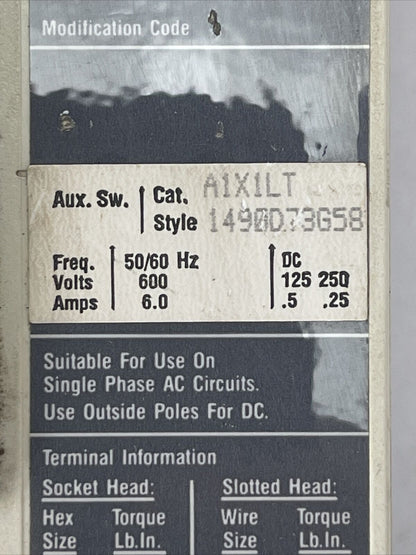 Modification Code
Aux. Sw. Cat. A1X1LT
Style 1490D73G58
Freq. 50/60 Hz DC
Volts 600 125 250
Amps 6.0 .5 .25
Suitable For Use On
Single Phase AC Circuits.
Use Outside Poles For DC.
Terminal Information
Socket Head: Slotted Head:
Hex Torque Wire Torque
Size Lb.In. Size Lb.In.